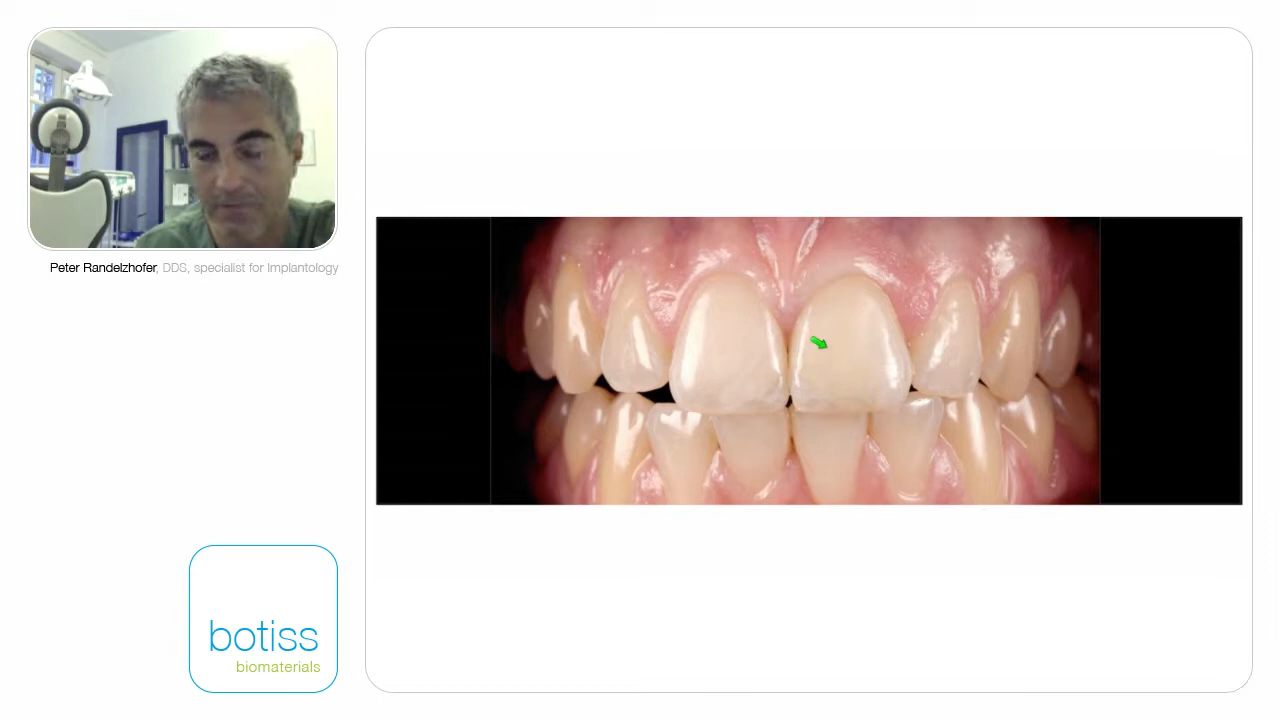 Peter Randelzhofer, DDS, specialist for Implantology
botiss
biomaterials